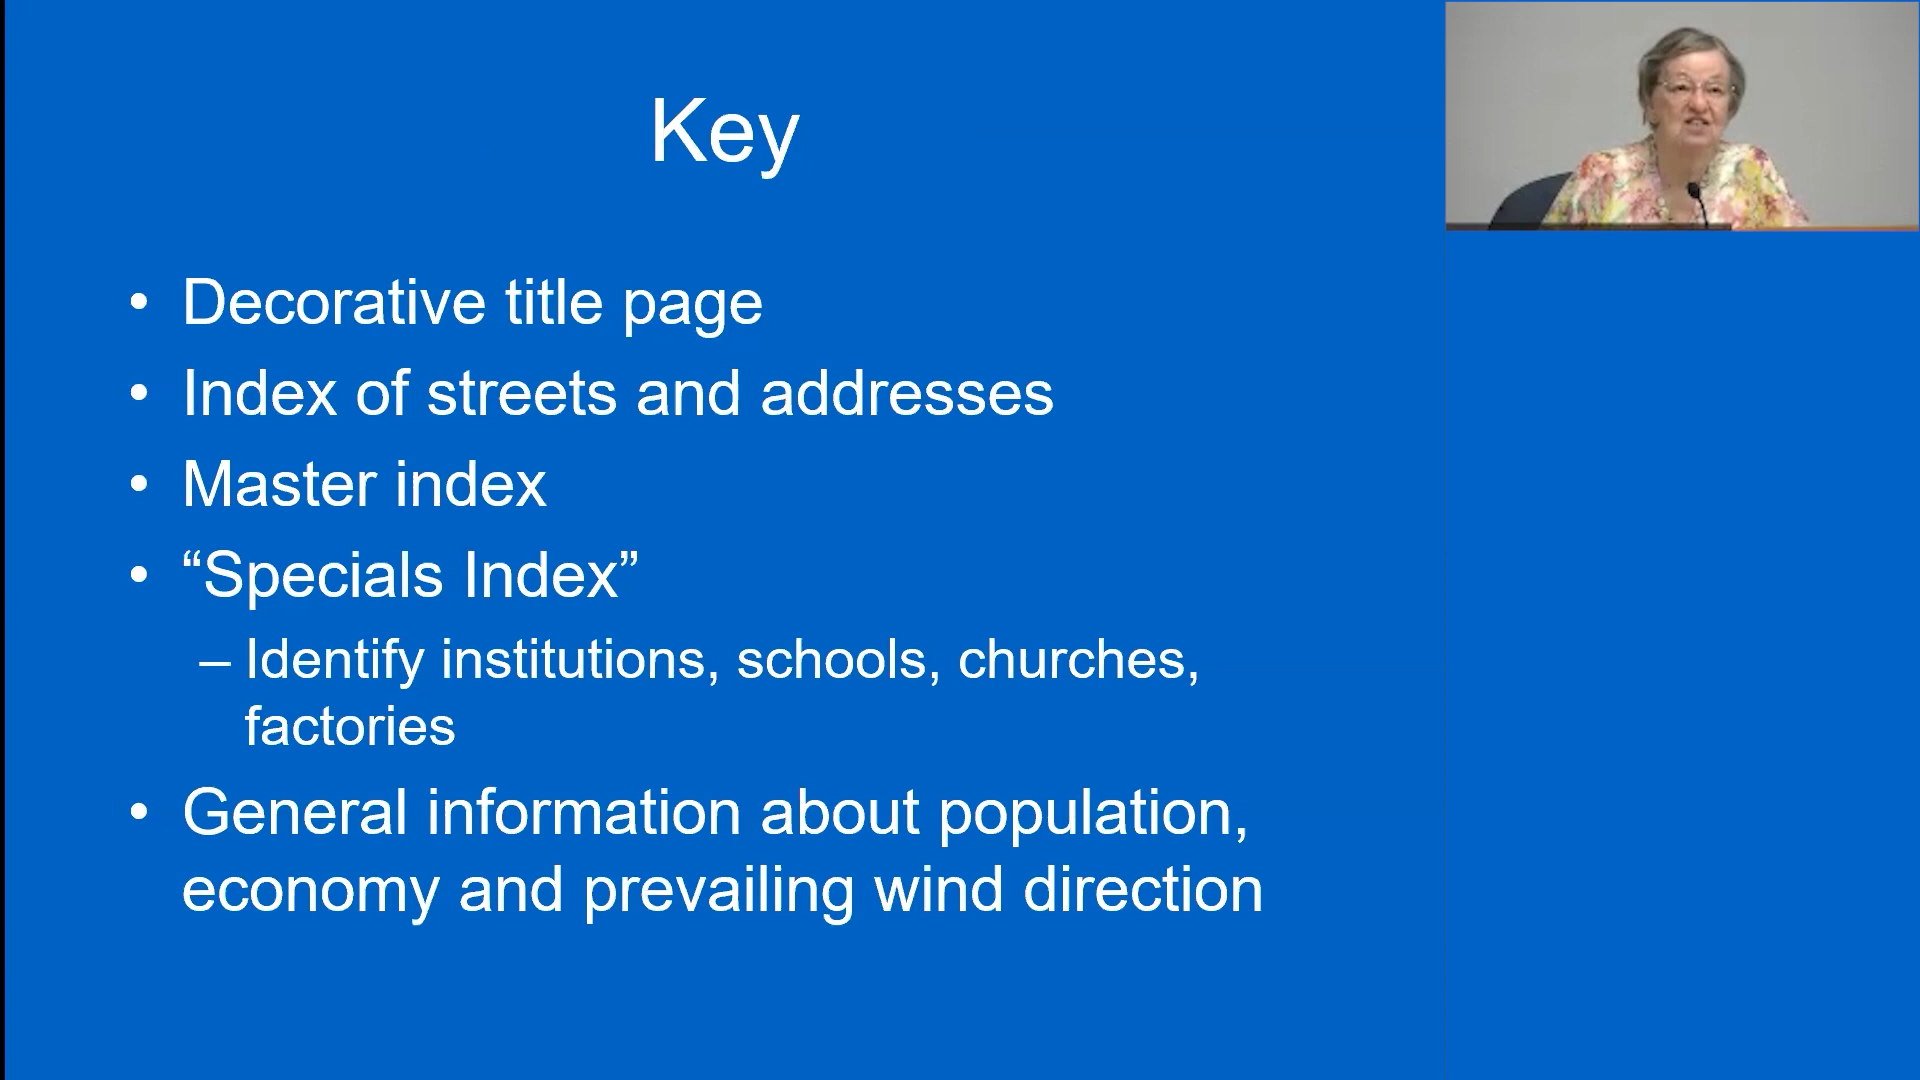 Key
• Decorative title page
• Index of streets and addresses
• Master index
• “Specials Index”
– Identify institutions, schools, churches,
factories
• General information about population,
economy and prevailing wind direction